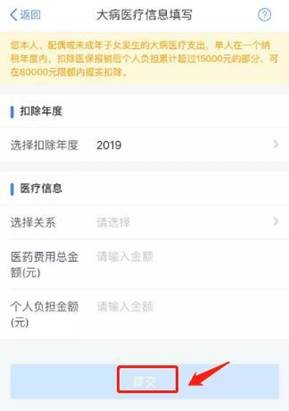 返回
大病医疗信息填写
您本人、配偶或未成年子女发生的大病医疗支出，单人在一个纳
税年度内，扣除医保报销后个人负担累计超过15000元的部分，可
在80000元限额内据实扣除。
扣除年度
选择扣除年度 2019
医疗信息
选择关系 请选择
医药费用总金
额(元) 请输入金额
个人负担金额
(元) 请输入金额
提交